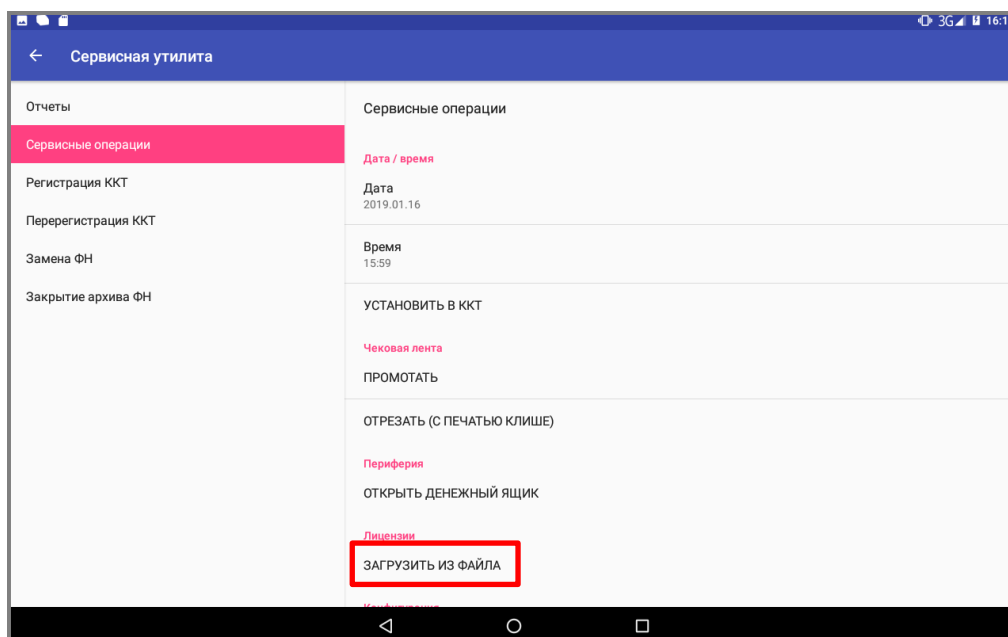 3G 16:1
Сервисная утилита
Отчеты
Сервисные операции
Регистрация ККТ
Перерегистрация ККТ
Замена ФН
Закрытие архива ФН
Сервисные операции
Дата / время
Дата
2019.01.16
Время
15:59
УСТАНОВИТЬ В ККТ
Чековая лента
ПРОМОТАТЬ
ОТРЕЗАТЬ (С ПЕЧАТЬЮ КЛИШЕ)
Периферия
ОТКРЫТЬ ДЕНЕЖНЫЙ ЯЩИК
Лицензии
ЗАГРУЗИТЬ ИЗ ФАЙЛА